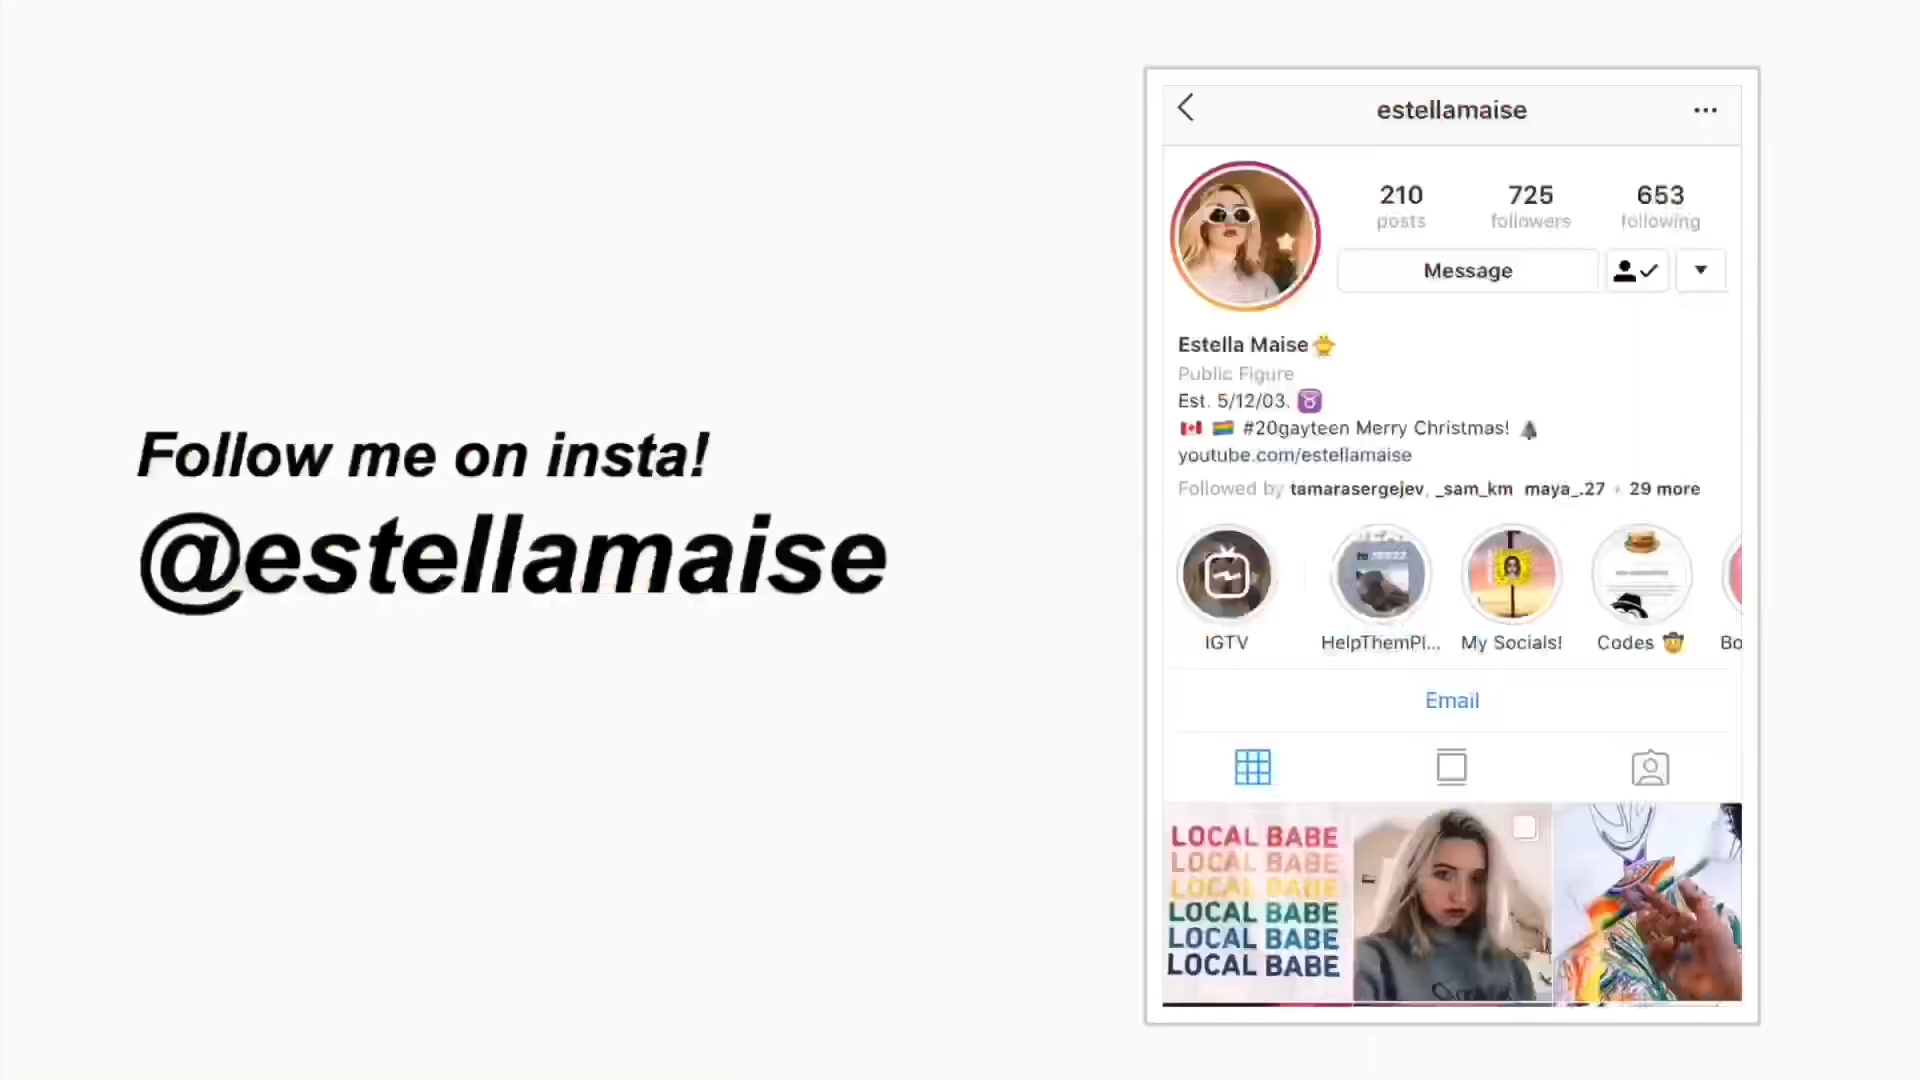 Follow me on insta!
@estellamaise
estellamaise
210 725 653
posts followers following
Message
Estella Maise
Public Figure
Est. 5/12/03. ♉
🇨🇦 🏳️‍🌈 #20gayteen Merry Christmas! 🌲
youtube.com/estellamaise
Followed by tamarasergejev, _sam_km maya_.27 + 29 more
IGTV HelpThemPl... My Socials! Codes 🤠 Bo
Email
LOCAL BABE
LOCAL BABE
LOCAL BABE
LOCAL BABE
LOCAL BABE
LOCAL BABE